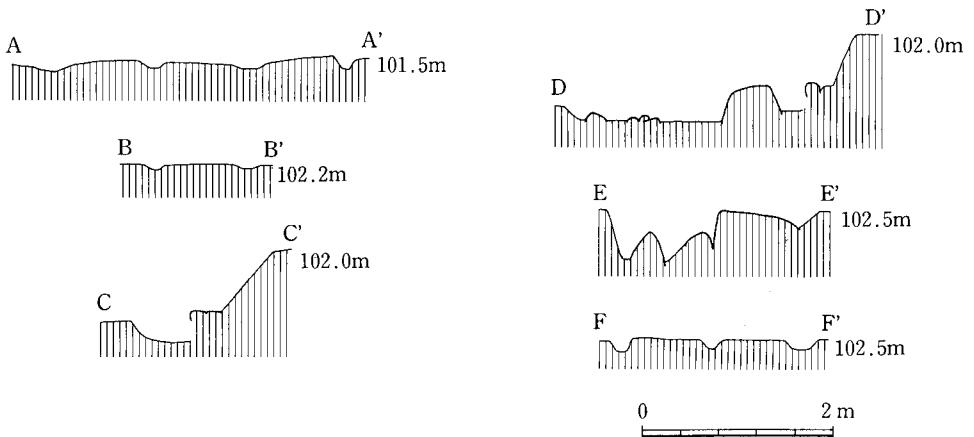 A A' 101.5m
B B' 102.2m
C C' 102.0m
D D' 102.0m
E E' 102.5m
F F' 102.5m
0 2 m